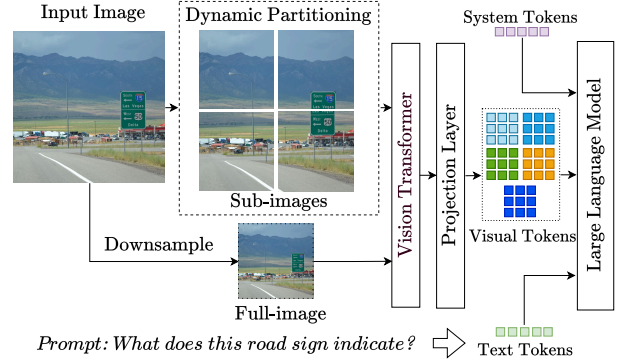 Input Image
Dynamic Partitioning
System Tokens
Sub-images
Vision Transformer
Projection Layer
Visual Tokens
Large Language Model
Downsample
Full-image
Prompt: What does this road sign indicate?
Text Tokens